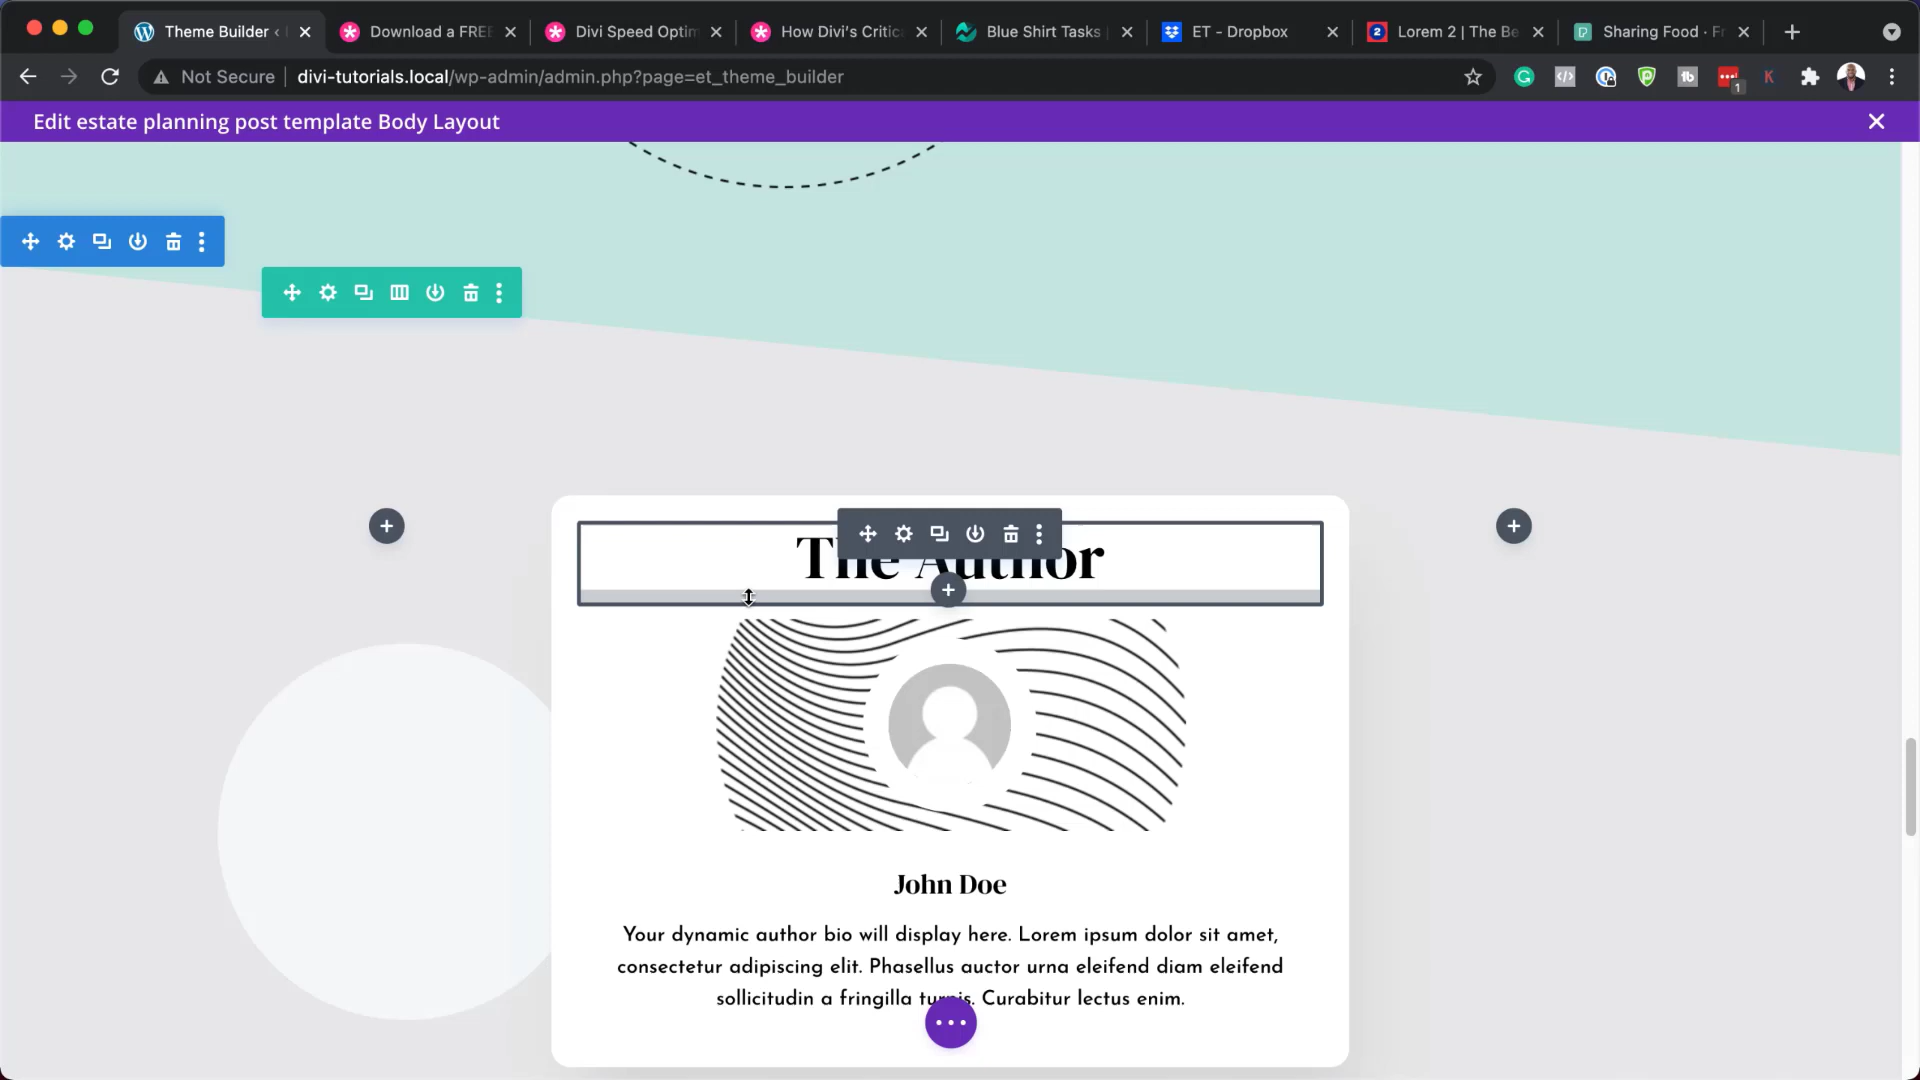 Theme Builder ‹
Download a FREE
Divi Speed Optim
How Divi's Critic
Blue Shirt Tasks
ET - Dropbox
Lorem 2 | The Be
Sharing Food · Fr
Not Secure
divi-tutorials.local/wp-admin/admin.php?page=et_theme_builder
1
Edit estate planning post template Body Layout
The Author
John Doe
Your dynamic author bio will display here. Lorem ipsum dolor sit amet,
consectetur adipiscing elit. Phasellus auctor urna eleifend diam eleifend
sollicitudin a fringilla turpis. Curabitur lectus enim.